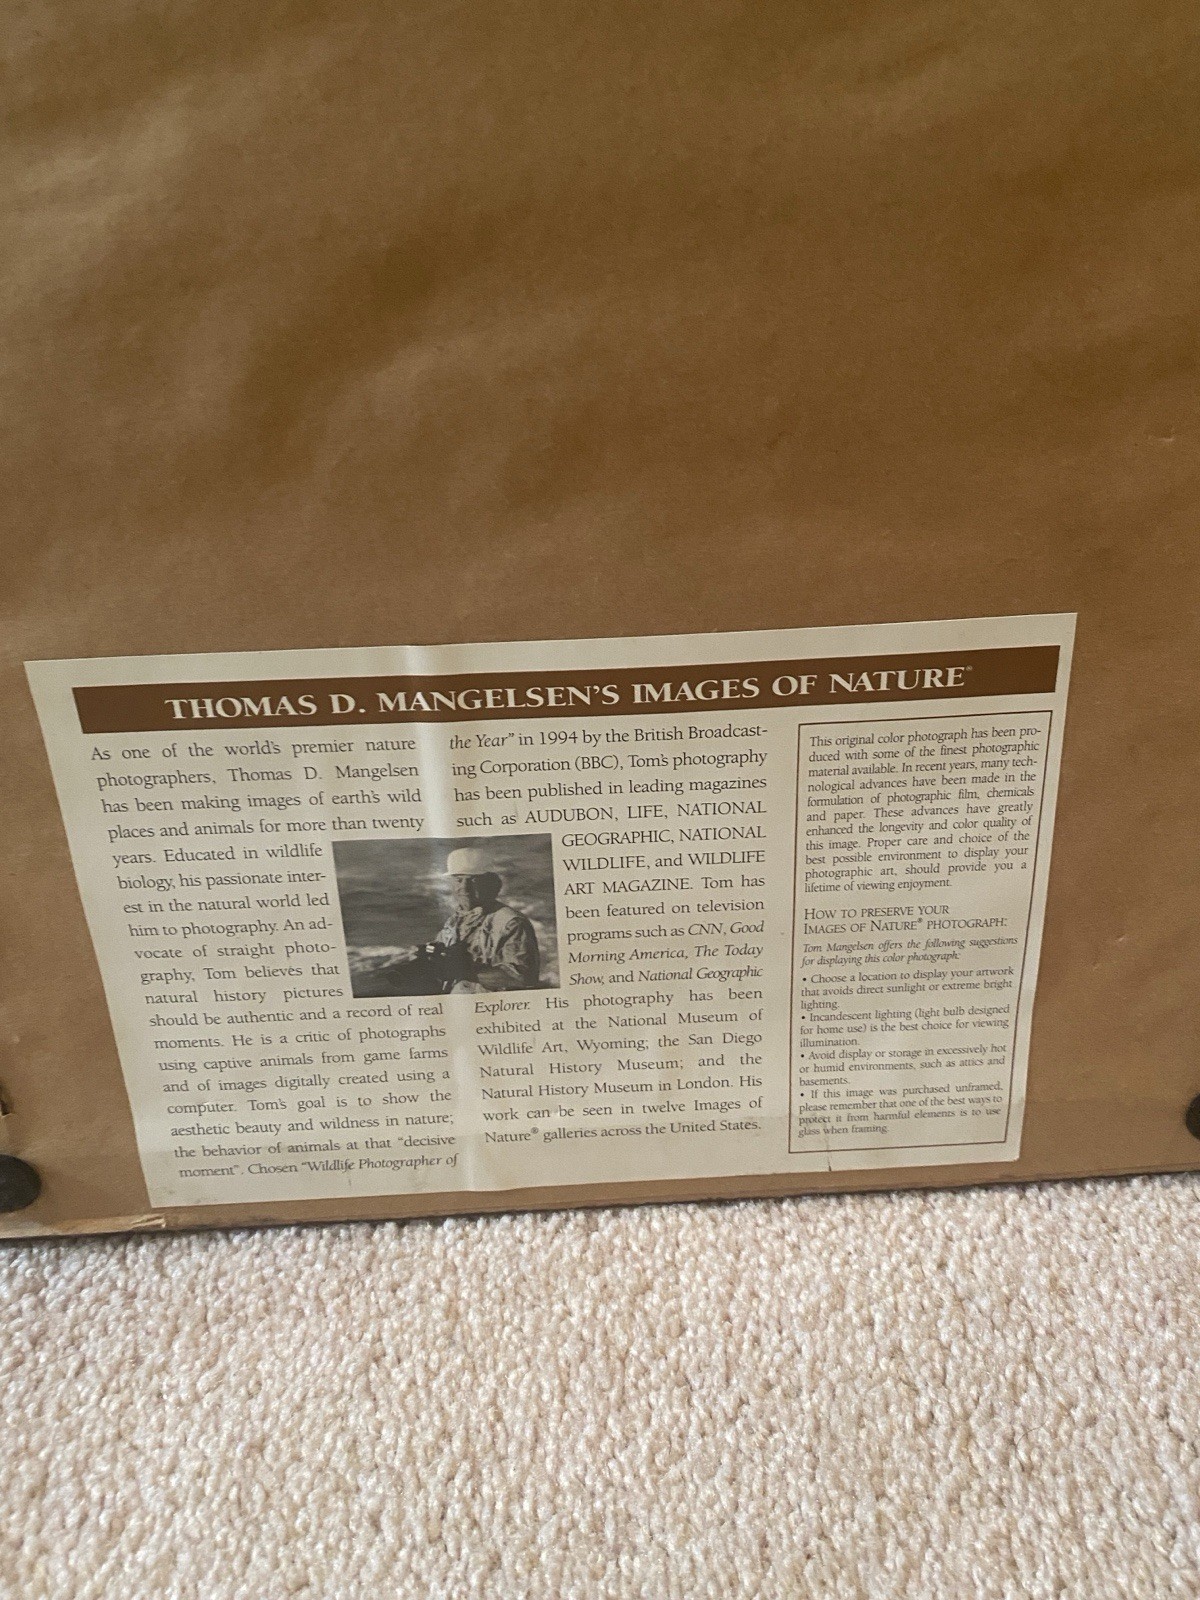 THOMAS D. MANGELSEN'S IMAGES OF NATURE®
As one of the world's premier nature
photographers, Thomas D. Mangelsen
has been making images of earth's wild
places and animals for more than twenty
years. Educated in wildlife
biology, his passionate inter-
est in the natural world led
him to photography. An ad-
vocate of straight photo-
graphy, Tom believes that
natural history pictures
should be authentic and a record of real
moments. He is a critic of photographs
using captive animals from game farms
and of images digitally created using a
computer. Tom's goal is to show the
aesthetic beauty and wildness in nature;
the behavior of animals at that "decisive
moment". Chosen "Wildlife Photographer of
the Year" in 1994 by the British Broadcast-
ing Corporation (BBC), Tom's photography
has been published in leading magazines
such as AUDUBON, LIFE, NATIONAL
GEOGRAPHIC, NATIONAL
WILDLIFE, and WILDLIFE
ART MAGAZINE. Tom has
been featured on television
programs such as CNN, Good
Morning America, The Today
Show, and National Geographic
Explorer. His photography has been
exhibited at the National Museum of
Wildlife Art, Wyoming; the San Diego
Natural History Museum; and the
Natural History Museum in London. His
work can be seen in twelve Images of
Nature® galleries across the United States.
This original color photograph has been pro-
duced with some of the finest photographic
material available. In recent years, many tech-
nological advances have been made in the
formulation of photographic film, chemicals
and paper. These advances have greatly
enhanced the longevity and color quality of
this image. Proper care and choice of the
best possible environment to display your
photographic art, should provide you a
lifetime of viewing enjoyment.
HOW TO PRESERVE YOUR
IMAGES OF NATURE® PHOTOGRAPH:
Tom Mangelsen offers the following suggestions
for displaying this color photograph:
• Choose a location to display your artwork
that avoids direct sunlight or extreme bright
lighting.
• Incandescent lighting (light bulb designed
for home use) is the best choice for viewing
illumination.
• Avoid display or storage in excessively hot
or humid environments, such as attics and
basements.
• If this image was purchased unframed,
please remember that one of the best ways to
protect it from harmful elements is to use
glass when framing.